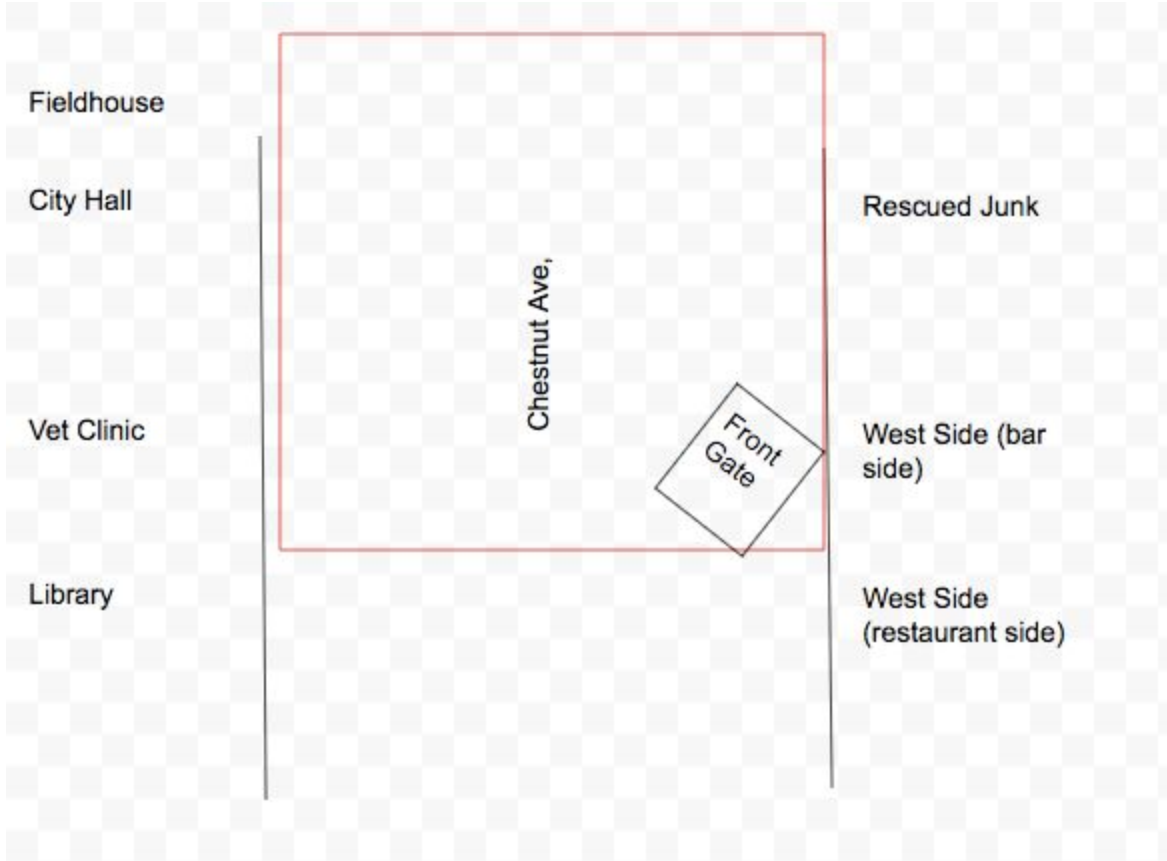 Fieldhouse
City Hall
Rescued Junk
Chestnut Ave,
Vet Clinic
Front
Gate
West Side (bar
side)
Library
West Side
(restaurant side)